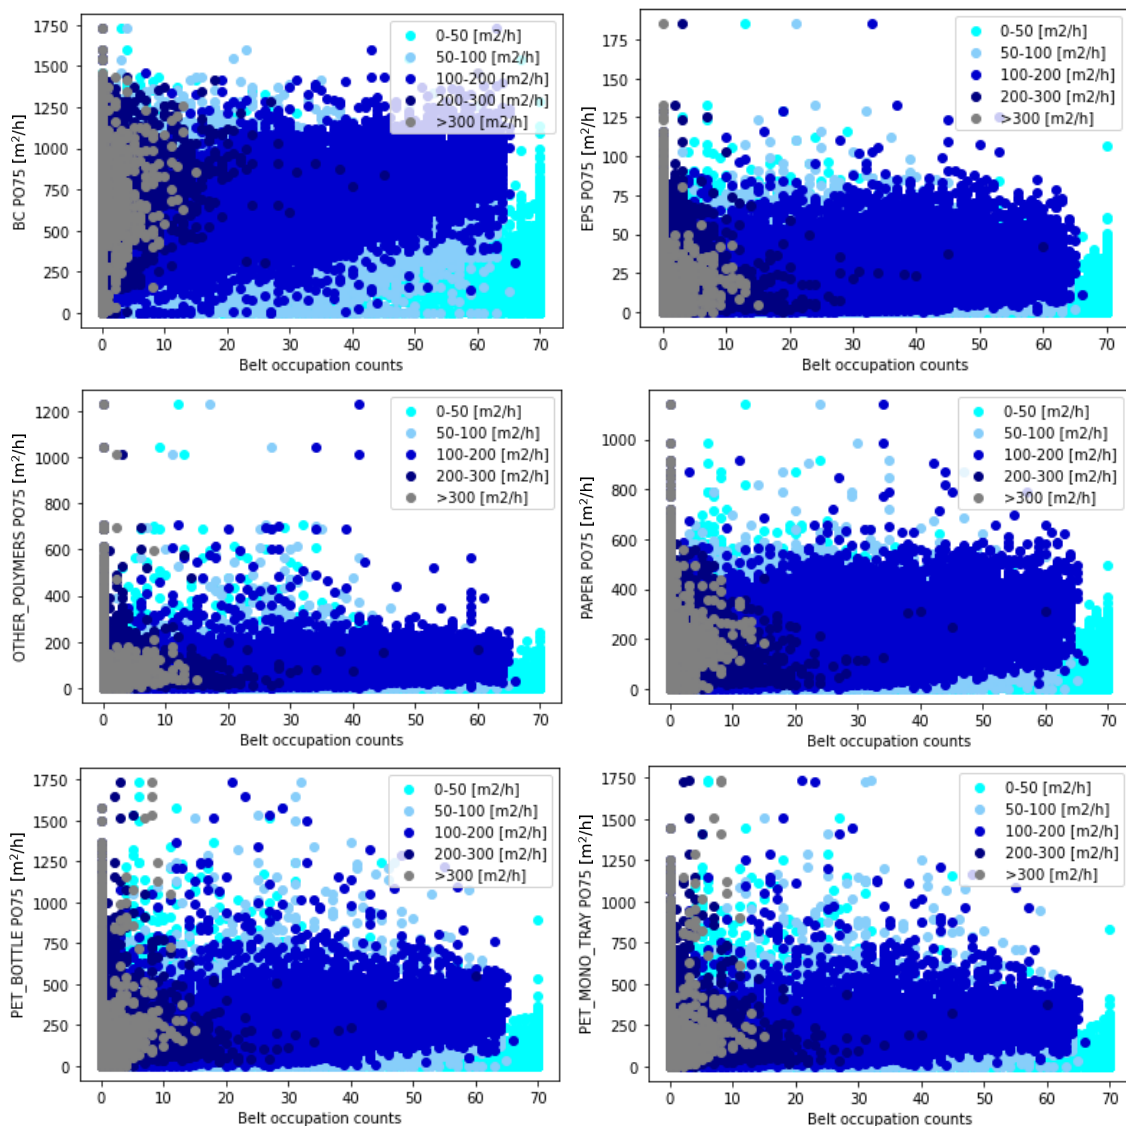 BC PO75 [m²/h]
1750
1500
1250
1000
750
500
250
0
0 10 20 30 40 50 60 70
Belt occupation counts
0-50 [m2/h]
50-100 [m2/h]
100-200 [m2/h]
200-300 [m2/h]
>300 [m2/h]
EPS PO75 [m²/h]
175
150
125
100
75
50
25
0
0 10 20 30 40 50 60 70
Belt occupation counts
0-50 [m2/h]
50-100 [m2/h]
100-200 [m2/h]
200-300 [m2/h]
>300 [m2/h]
OTHER_POLYMERS PO75 [m²/h]
1200
1000
800
600
400
200
0
0 10 20 30 40 50 60 70
Belt occupation counts
0-50 [m2/h]
50-100 [m2/h]
100-200 [m2/h]
200-300 [m2/h]
>300 [m2/h]
PAPER PO75 [m²/h]
1000
800
600
400
200
0
0 10 20 30 40 50 60 70
Belt occupation counts
0-50 [m2/h]
50-100 [m2/h]
100-200 [m2/h]
200-300 [m2/h]
>300 [m2/h]
PET_BOTTLE PO75 [m²/h]
1750
1500
1250
1000
750
500
250
0
0 10 20 30 40 50 60 70
Belt occupation counts
0-50 [m2/h]
50-100 [m2/h]
100-200 [m2/h]
200-300 [m2/h]
>300 [m2/h]
PET_MONO_TRAY PO75 [m²/h]
1750
1500
1250
1000
750
500
250
0
0 10 20 30 40 50 60 70
Belt occupation counts
0-50 [m2/h]
50-100 [m2/h]
100-200 [m2/h]
200-300 [m2/h]
>300 [m2/h]